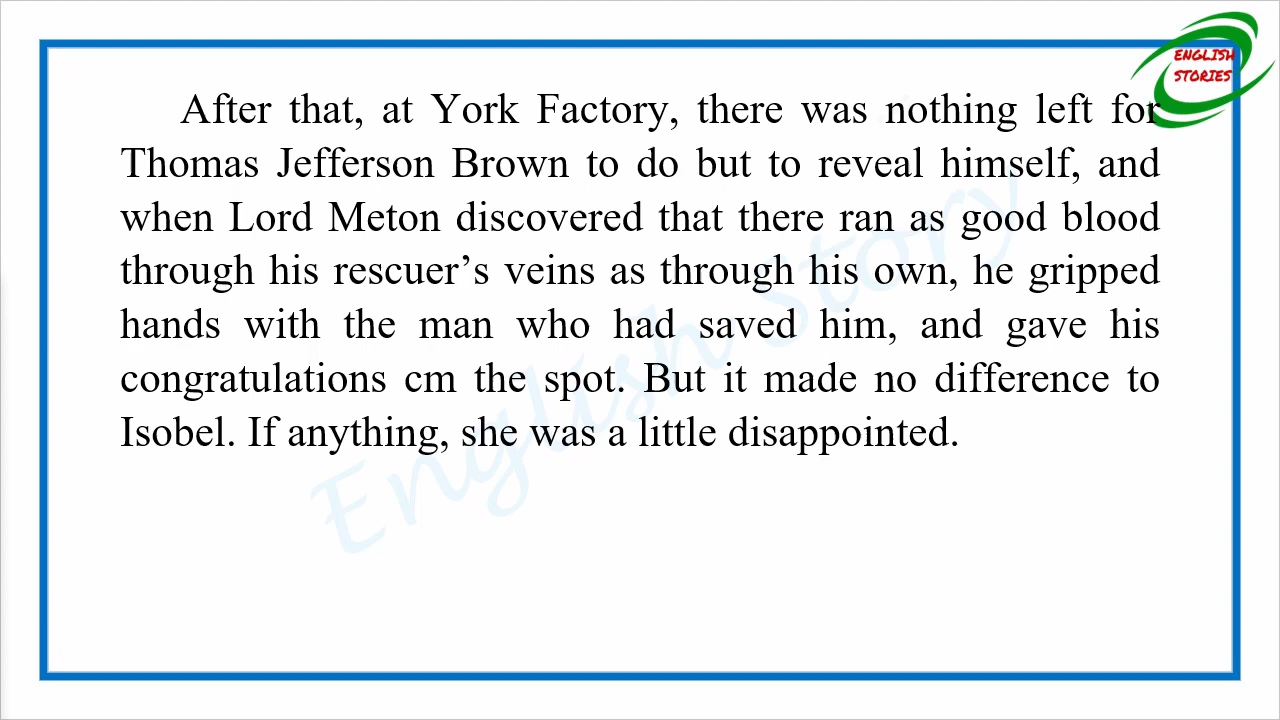 ENGLISH
STORIES
After that, at York Factory, there was nothing left for
Thomas Jefferson Brown to do but to reveal himself, and
when Lord Meton discovered that there ran as good blood
through his rescuer’s veins as through his own, he gripped
hands with the man who had saved him, and gave his
congratulations cm the spot. But it made no difference to
Isobel. If anything, she was a little disappointed.
English Story